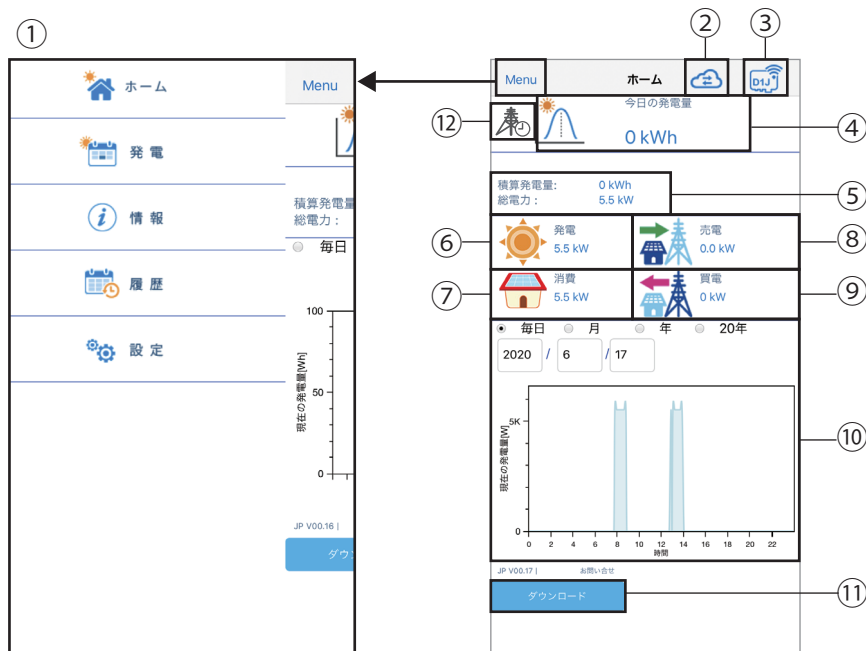 ①
ホーム
発電
情報
履歴
設定
Menu
積算発電量
総電力：
毎日
100
50
0
現在の発電量[Wh]
JP V00.16 |
ダウ
②
③
Menu
ホーム
D1J
⑫
今日の発電量
0 kWh
④
積算発電量: 0 kWh
総電力： 5.5 kW
⑤
⑥
発電
5.5 kW
売電
0.0 kW
⑧
⑦
消費
5.5 kW
買電
0 kW
⑨
毎日 月 年 20年
2020 / 6 / 17
5K
0
現在の発電量[W]
0 2 4 6 8 10 12 14 16 18 20 22
時間
⑩
JP V00.17 | お問い合せ
ダウンロード
⑪